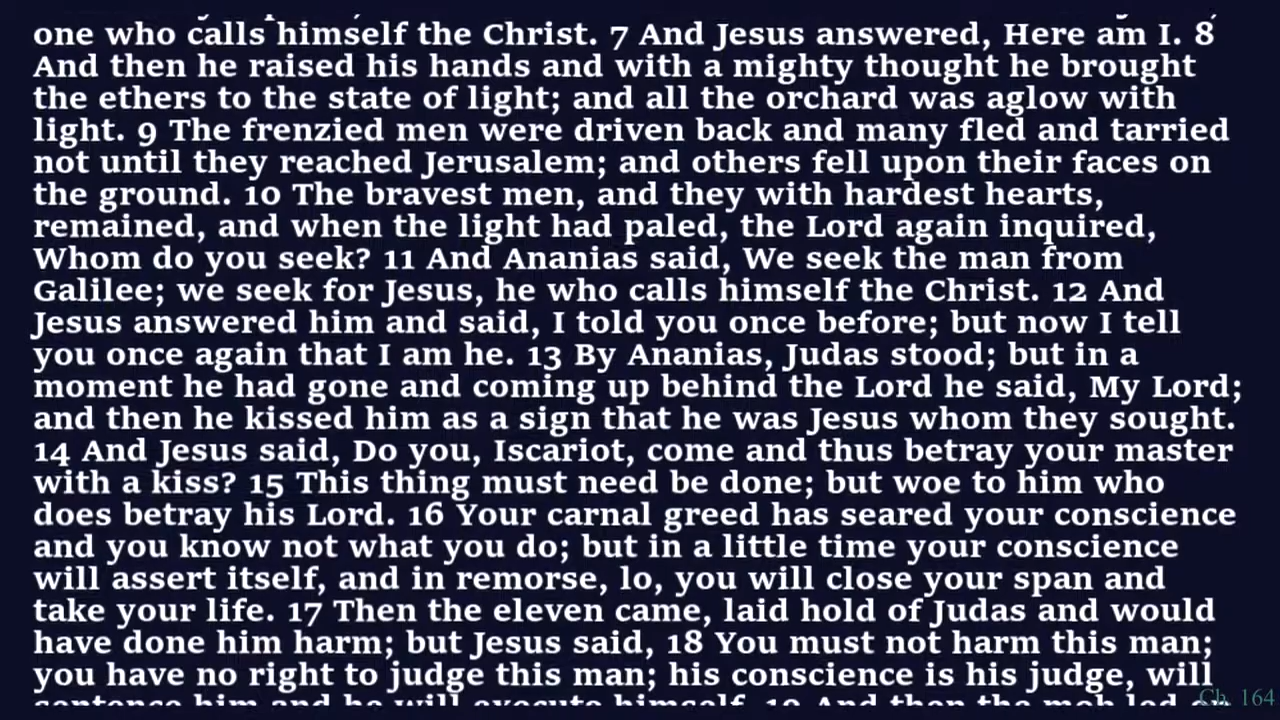 one who calls himself the Christ. 7 And Jesus answered, Here am I. 8
And then he raised his hands and with a mighty thought he brought
the ethers to the state of light; and all the orchard was aglow with
light. 9 The frenzied men were driven back and many fled and tarried
not until they reached Jerusalem; and others fell upon their faces on
the ground. 10 The bravest men, and they with hardest hearts,
remained, and when the light had paled, the Lord again inquired,
Whom do you seek? 11 And Ananias said, We seek the man from
Galilee; we seek for Jesus, he who calls himself the Christ. 12 And
Jesus answered him and said, I told you once before; but now I tell
you once again that I am he. 13 By Ananias, Judas stood; but in a
moment he had gone and coming up behind the Lord he said, My Lord;
and then he kissed him as a sign that he was Jesus whom they sought.
14 And Jesus said, Do you, Iscariot, come and thus betray your master
with a kiss? 15 This thing must need be done; but woe to him who
does betray his Lord. 16 Your carnal greed has seared your conscience
and you know not what you do; but in a little time your conscience
will assert itself, and in remorse, lo, you will close your span and
take your life. 17 Then the eleven came, laid hold of Judas and would
have done him harm; but Jesus said, 18 You must not harm this man;
you have no right to judge this man; his conscience is his judge, will
sentence him and he will execute himself. 19 And then the mob led
Ch. 164